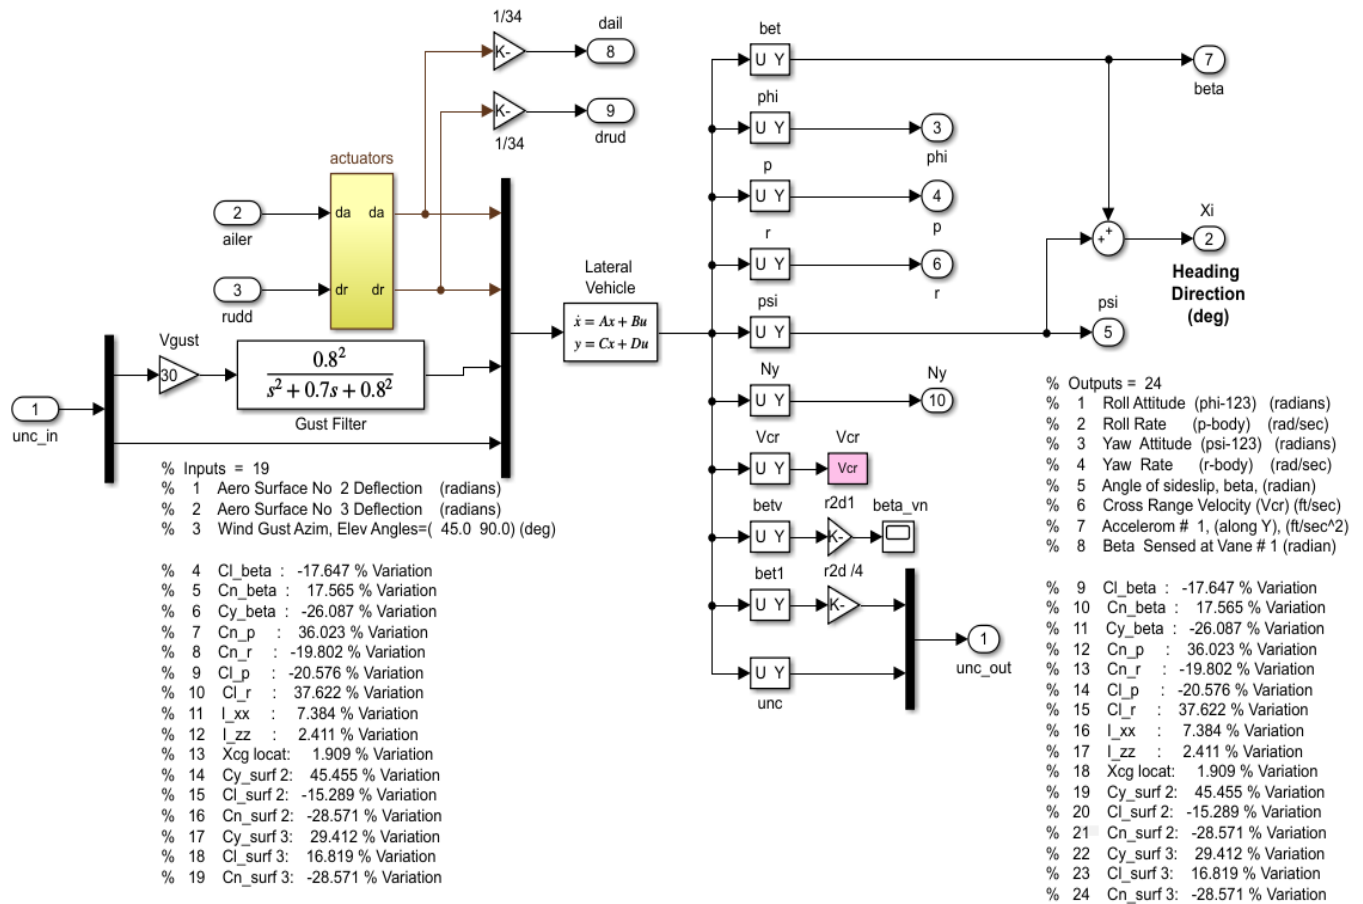 1/34
dail
K-
8
K-
9
drud
1/34
actuators
2
ailer
da da
3
rudd
dr dr
Vgust
30
0.8²
s² + 0.7s + 0.8²
Gust Filter
1
unc_in
Lateral
Vehicle
ẋ = Ax + Bu
y = Cx + Du
bet
U Y
7
beta
phi
U Y
3
phi
p
U Y
4
p
r
U Y
6
r
psi
U Y
5
psi
+
+
Xi
2
Heading
Direction
(deg)
Ny
U Y
Ny
10
Vcr
U Y
Vcr
Vcr
betv
U Y
r2d1
K-
beta_vn
bet1
U Y
r2d /4
K-
U Y
unc
1
unc_out
% Inputs = 19
% 1 Aero Surface No 2 Deflection (radians)
% 2 Aero Surface No 3 Deflection (radians)
% 3 Wind Gust Azim, Elev Angles=( 45.0 90.0) (deg)
% 4 Cl_beta : -17.647 % Variation
% 5 Cn_beta : 17.565 % Variation
% 6 Cy_beta : -26.087 % Variation
% 7 Cn_p : 36.023 % Variation
% 8 Cn_r : -19.802 % Variation
% 9 Cl_p : -20.576 % Variation
% 10 Cl_r : 37.622 % Variation
% 11 I_xx : 7.384 % Variation
% 12 I_zz : 2.411 % Variation
% 13 Xcg locat: 1.909 % Variation
% 14 Cy_surf 2: 45.455 % Variation
% 15 Cl_surf 2: -15.289 % Variation
% 16 Cn_surf 2: -28.571 % Variation
% 17 Cy_surf 3: 29.412 % Variation
% 18 Cl_surf 3: 16.819 % Variation
% 19 Cn_surf 3: -28.571 % Variation
% Outputs = 24
% 1 Roll Attitude (phi-123) (radians)
% 2 Roll Rate (p-body) (rad/sec)
% 3 Yaw Attitude (psi-123) (radians)
% 4 Yaw Rate (r-body) (rad/sec)
% 5 Angle of sideslip, beta, (radian)
% 6 Cross Range Velocity (Vcr) (ft/sec)
% 7 Accelerom # 1, (along Y), (ft/sec^2)
% 8 Beta Sensed at Vane # 1 (radian)
% 9 Cl_beta : -17.647 % Variation
% 10 Cn_beta : 17.565 % Variation
% 11 Cy_beta : -26.087 % Variation
% 12 Cn_p : 36.023 % Variation
% 13 Cn_r : -19.802 % Variation
% 14 Cl_p : -20.576 % Variation
% 15 Cl_r : 37.622 % Variation
% 16 I_xx : 7.384 % Variation
% 17 I_zz : 2.411 % Variation
% 18 Xcg locat: 1.909 % Variation
% 19 Cy_surf 2: 45.455 % Variation
% 20 Cl_surf 2: -15.289 % Variation
% 21 Cn_surf 2: -28.571 % Variation
% 22 Cy_surf 3: 29.412 % Variation
% 23 Cl_surf 3: 16.819 % Variation
% 24 Cn_surf 3: -28.571 % Variation